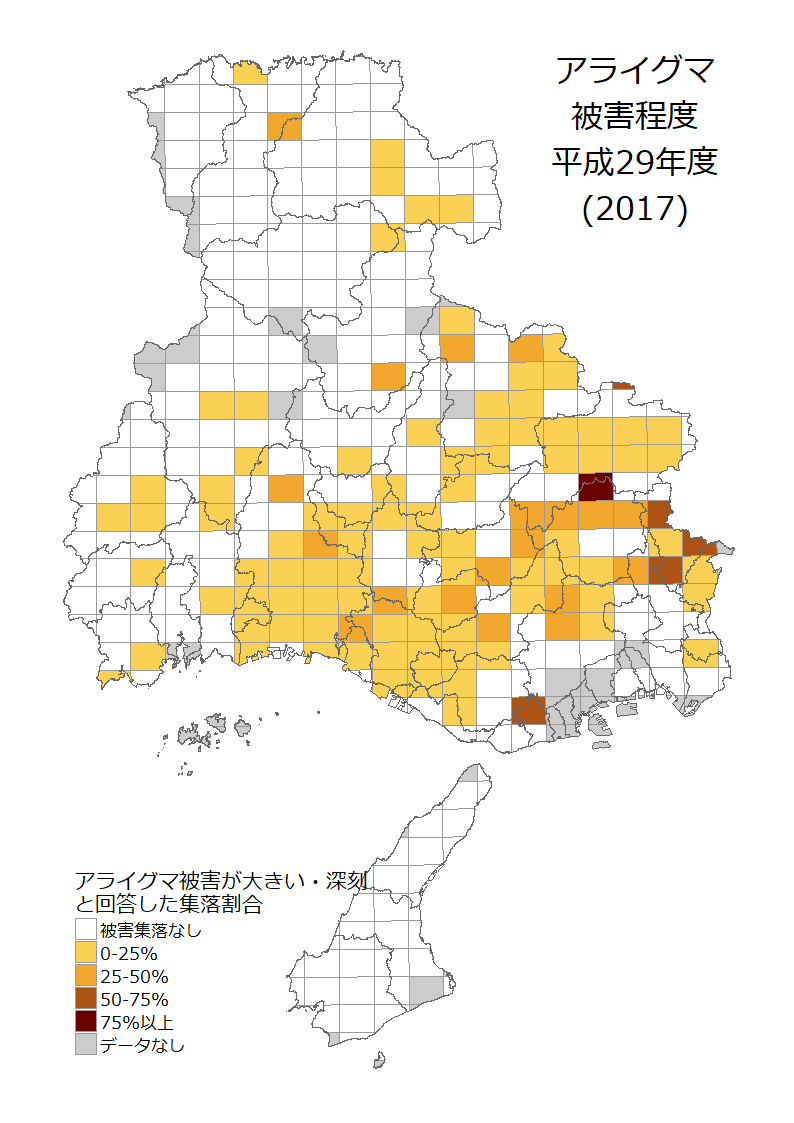 アライグマ
被害程度
平成29年度
(2017)
アライグマ被害が大きい・深刻
と回答した集落割合
被害集落なし
0-25%
25-50%
50-75%
75%以上
データなし